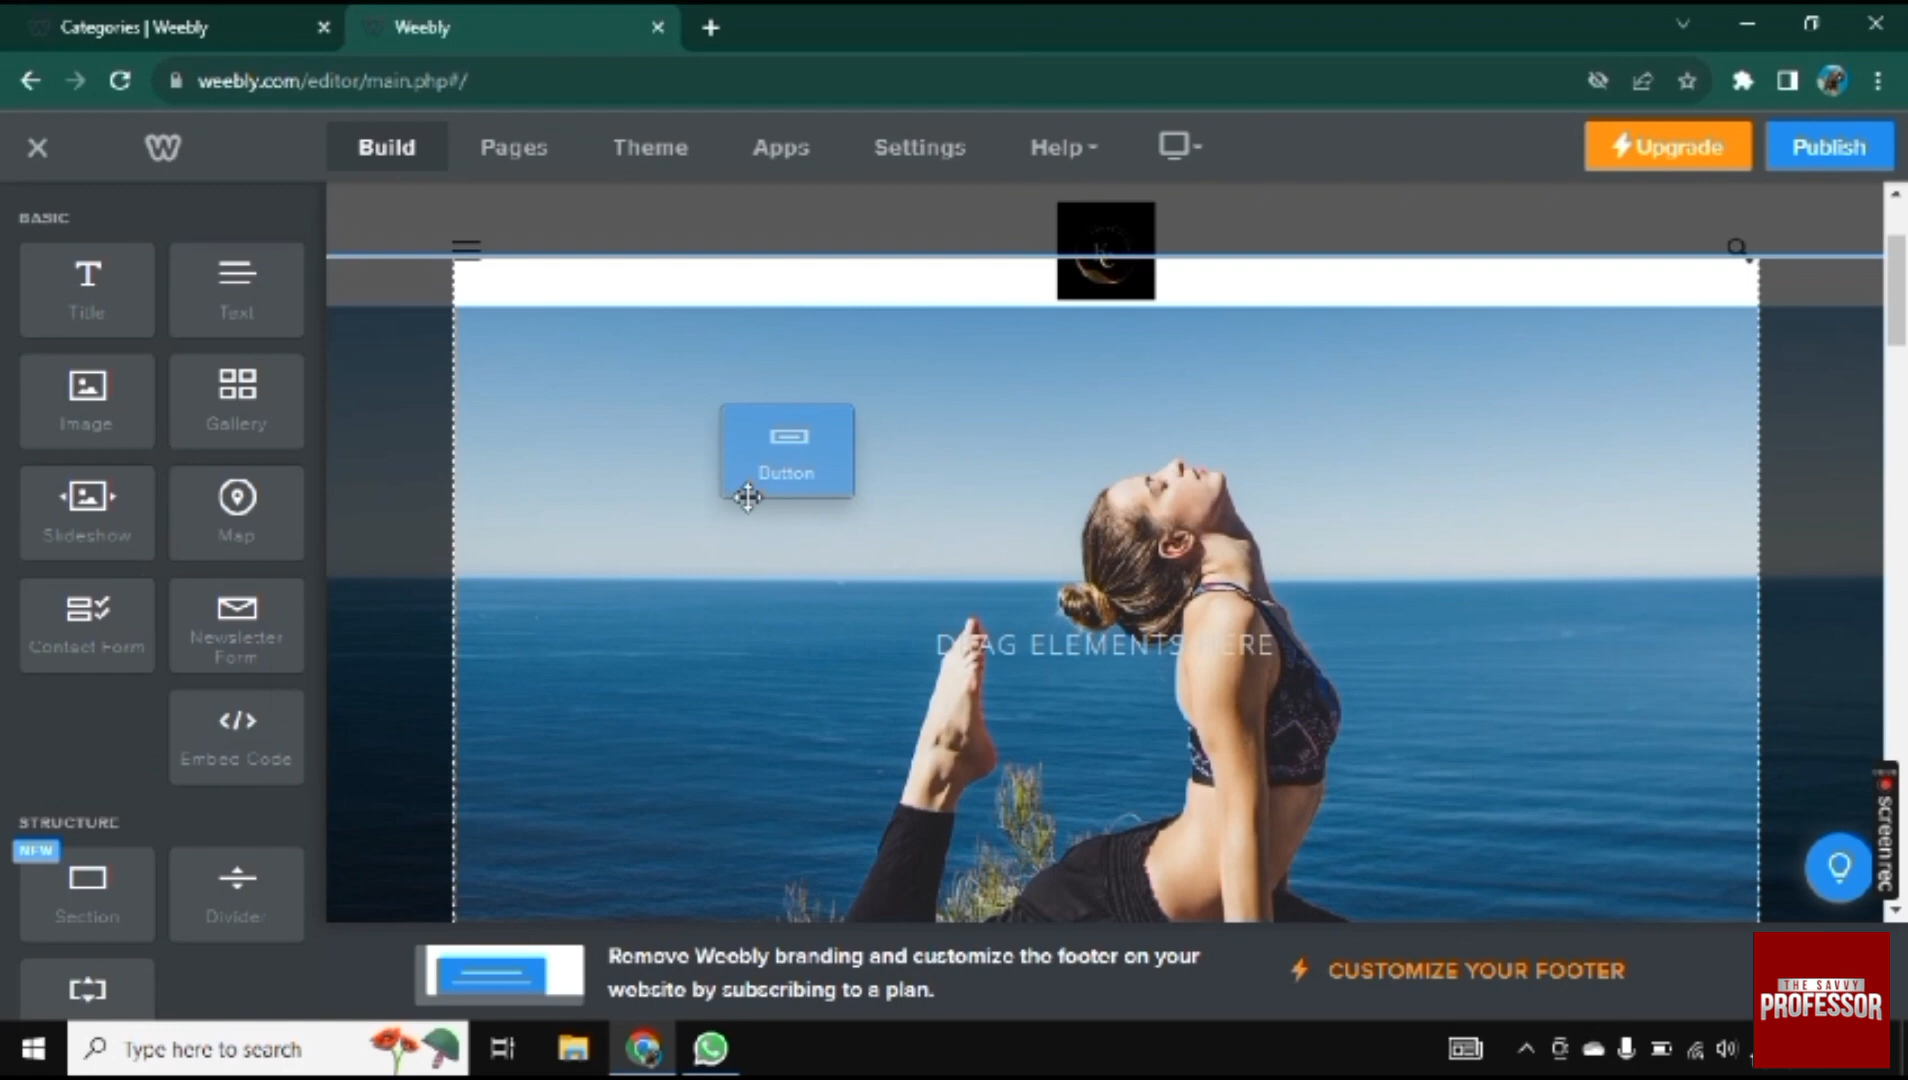 Categories | Weebly
Weebly
weebly.com/editor/main.php#/
Build
Pages
Theme
Apps
Settings
Help
Upgrade
Publish
BASIC
Title
Text
Image
Gallery
Slideshow
Map
Contact Form
Newsletter
Form
Embed Code
STRUCTURE
NEW
Section
Divider
Button
DRAG ELEMENTS HERE
screen rec
Remove Weebly branding and customize the footer on your
website by subscribing to a plan.
CUSTOMIZE YOUR FOOTER
THE SAVVY
PROFESSOR
Type here to search